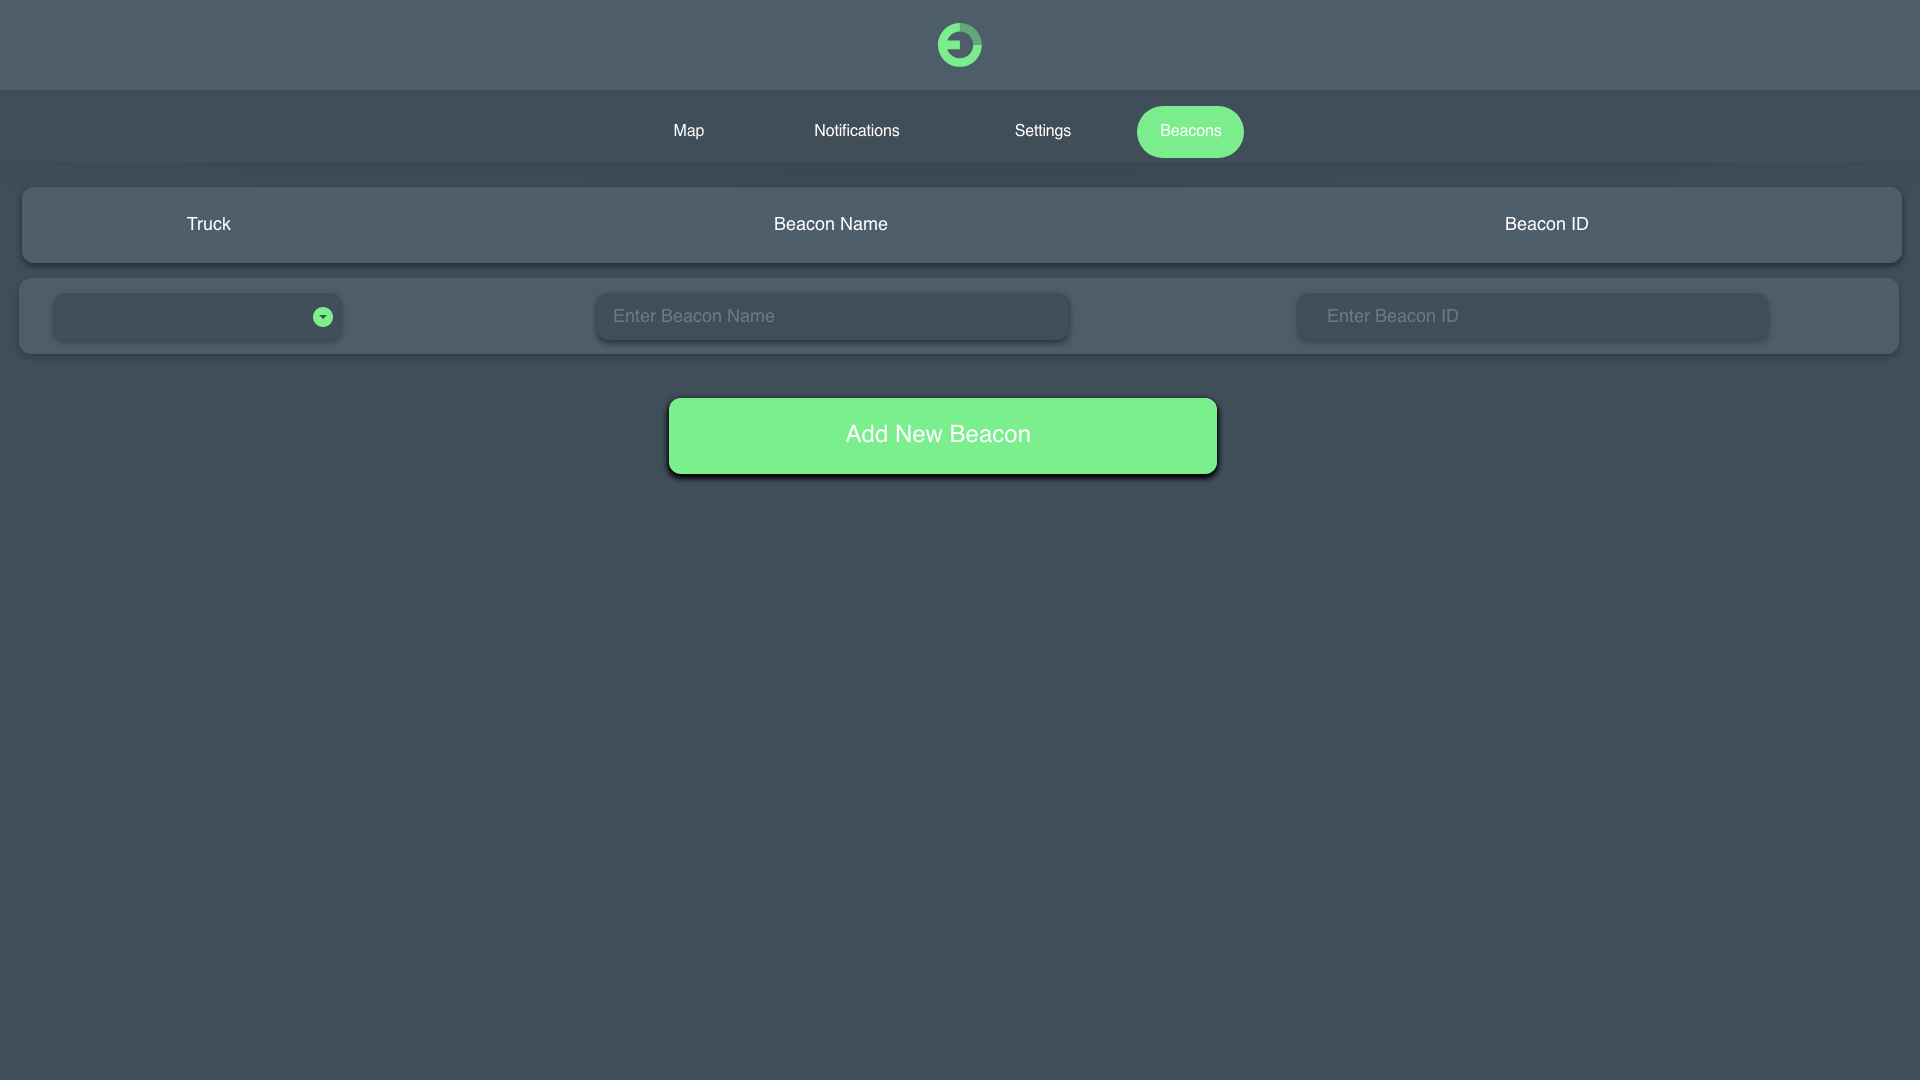 Map Notifications Settings Beacons
Truck Beacon Name Beacon ID
Enter Beacon Name Enter Beacon ID
Add New Beacon